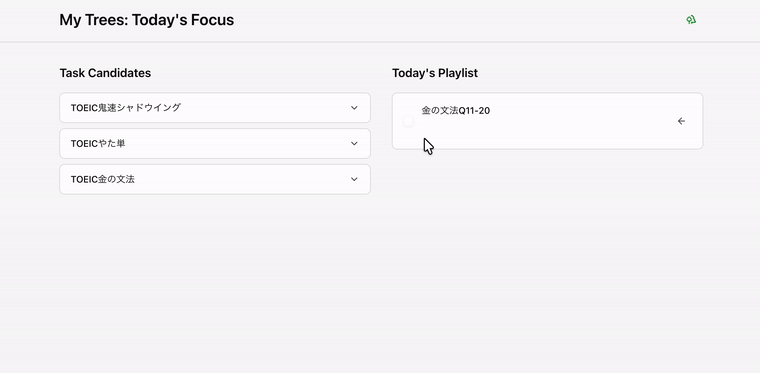 My Trees: Today's Focus
Task Candidates
TOEIC鬼速シャドウイング
TOEICやた単
TOEIC金の文法
Today's Playlist
金の文法Q11-20